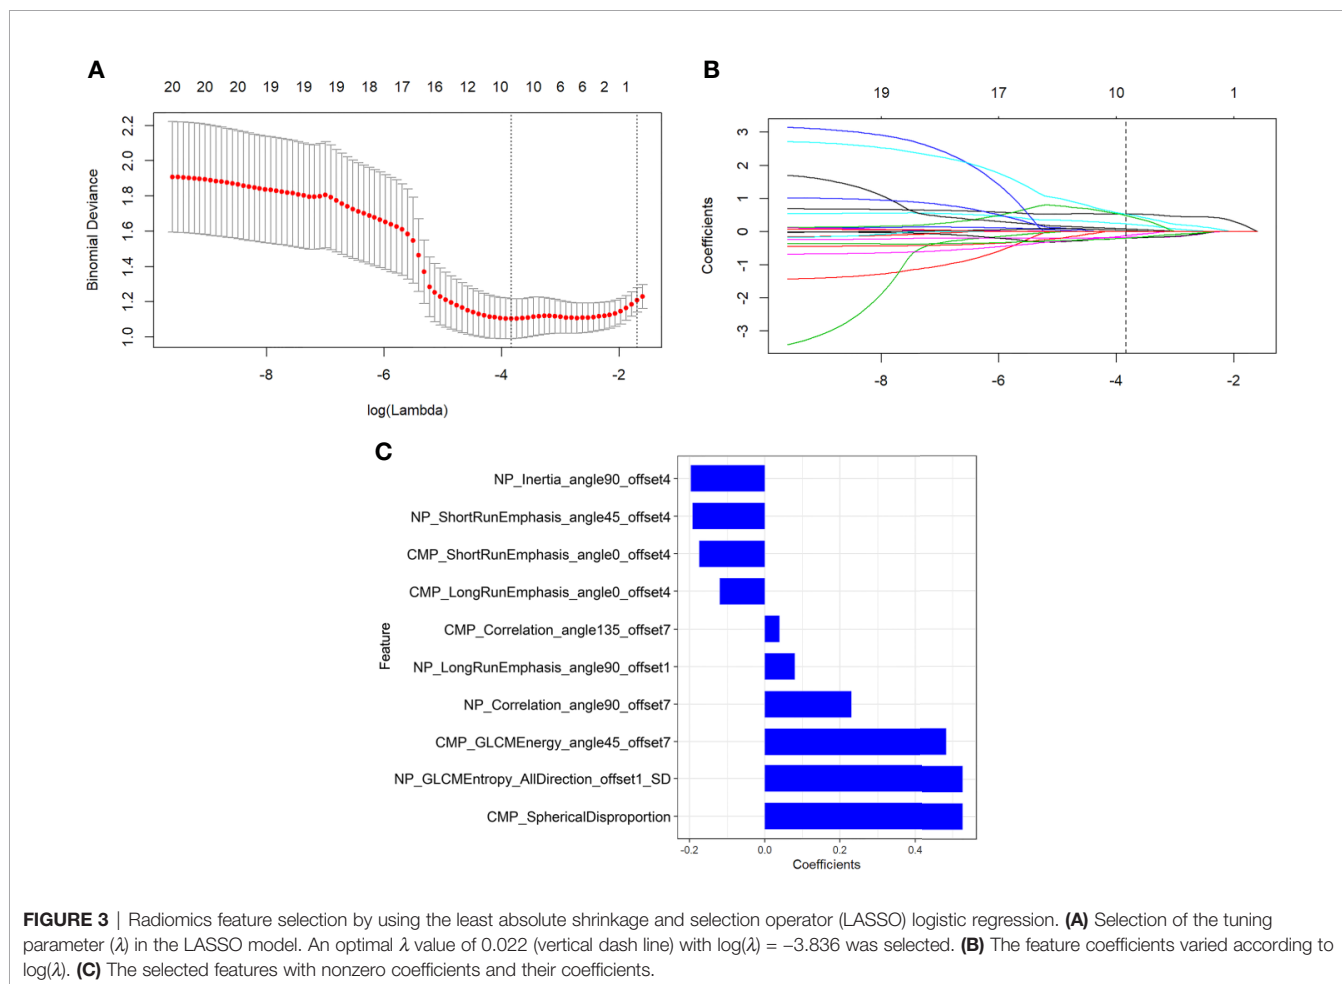 A
20 20 20 19 19 19 18 17 16 12 10 10 6 6 2 1
Binomial Deviance
2.2
2.0
1.8
1.6
1.4
1.2
1.0
-8 -6 -4 -2
log(Lambda)
B
19 17 10 1
Coefficients
3
2
1
0
-1
-2
-3
-8 -6 -4 -2
C
Feature
NP_Inertia_angle90_offset4
NP_ShortRunEmphasis_angle45_offset4
CMP_ShortRunEmphasis_angle0_offset4
CMP_LongRunEmphasis_angle0_offset4
CMP_Correlation_angle135_offset7
NP_LongRunEmphasis_angle90_offset1
NP_Correlation_angle90_offset7
CMP_GLCMEnergy_angle45_offset7
NP_GLCMEntropy_AllDirection_offset1_SD
CMP_SphericalDisproportion
-0.2 0.0 0.2 0.4
Coefficients
FIGURE 3 | Radiomics feature selection by using the least absolute shrinkage and selection operator (LASSO) logistic regression. (A) Selection of the tuning
parameter (λ) in the LASSO model. An optimal λ value of 0.022 (vertical dash line) with log(λ) = −3.836 was selected. (B) The feature coefficients varied according to
log(λ). (C) The selected features with nonzero coefficients and their coefficients.